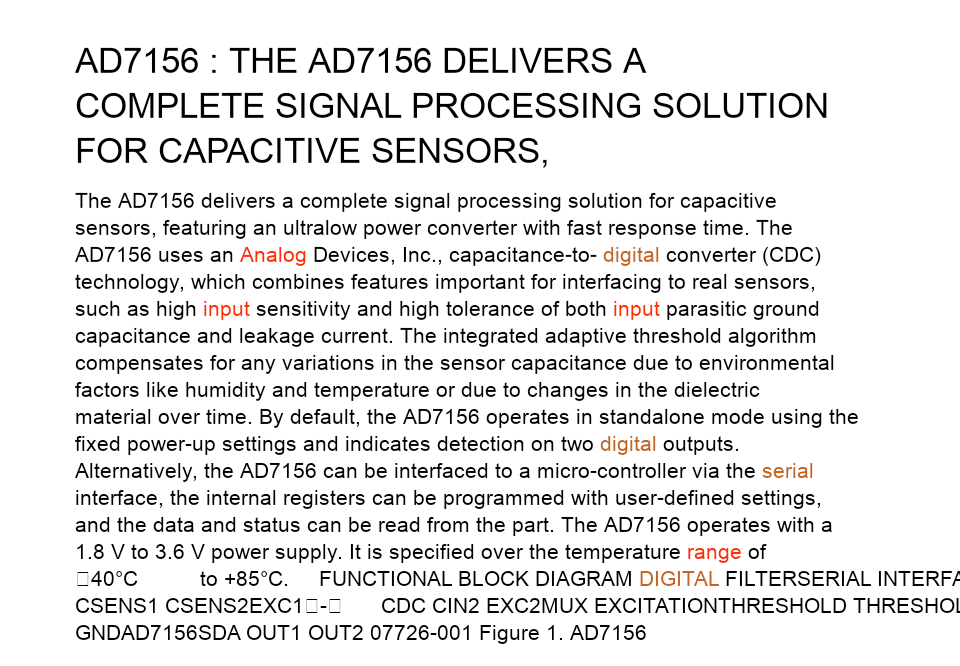 AD7156 : THE AD7156 DELIVERS A
COMPLETE SIGNAL PROCESSING SOLUTION
FOR CAPACITIVE SENSORS,
The AD7156 delivers a complete signal processing solution for capacitive
sensors, featuring an ultralow power converter with fast response time. The
AD7156 uses an Analog Devices, Inc., capacitance-to- digital converter (CDC)
technology, which combines features important for interfacing to real sensors,
such as high input sensitivity and high tolerance of both input parasitic ground
capacitance and leakage current. The integrated adaptive threshold algorithm
compensates for any variations in the sensor capacitance due to environmental
factors like humidity and temperature or due to changes in the dielectric
material over time. By default, the AD7156 operates in standalone mode using the
fixed power-up settings and indicates detection on two digital outputs.
Alternatively, the AD7156 can be interfaced to a micro-controller via the serial
interface, the internal registers can be programmed with user-defined settings,
and the data and status can be read from the part. The AD7156 operates with a
1.8 V to 3.6 V power supply. It is specified over the temperature range of
40°C to +85°C. FUNCTIONAL BLOCK DIAGRAM DIGITAL FILTERSERIAL INTERFA
CSENS1 CSENS2EXC1□-□ CDC CIN2 EXC2MUX EXCITATIONTHRESHOLD THRESHOL
GNDAD7156SDA OUT1 OUT2 07726-001 Figure 1. AD7156